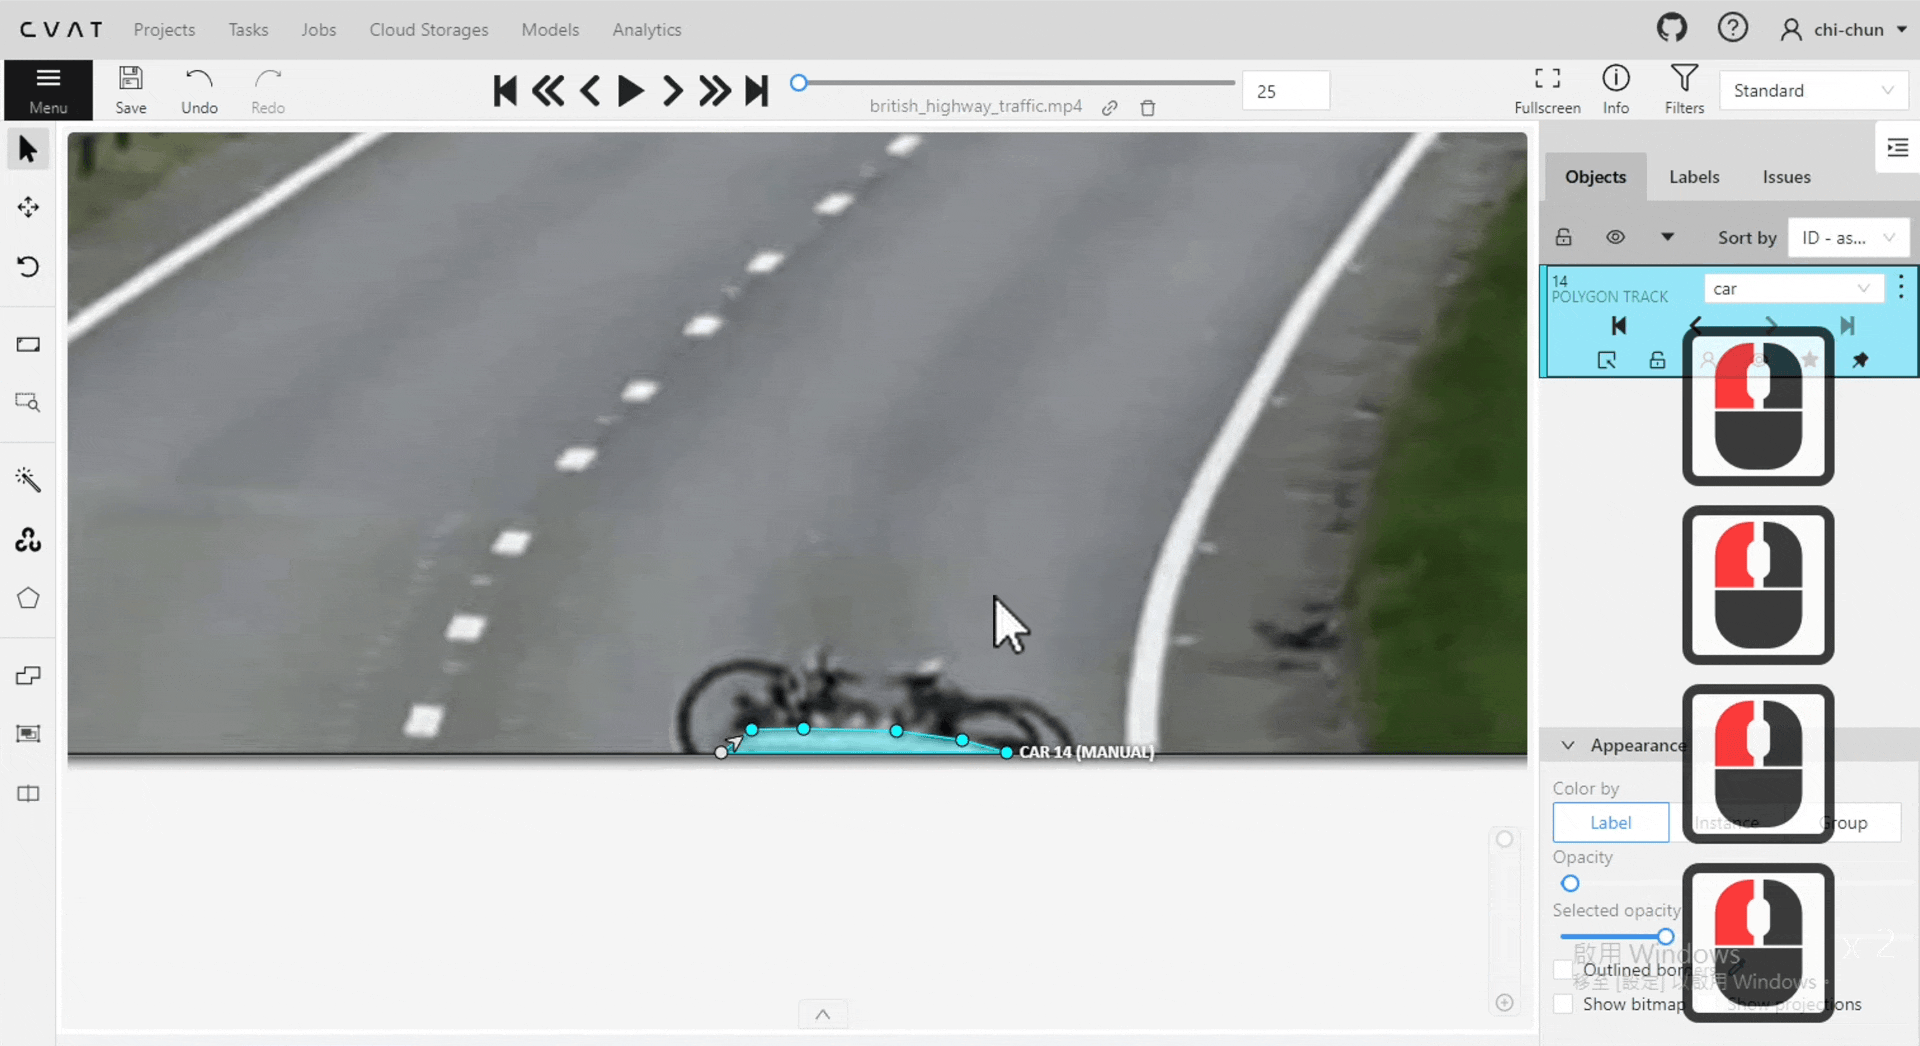 CVAT Projects Tasks Jobs Cloud Storages Models Analytics chi-chun
Menu Save Undo Redo 25 Fullscreen Info Filters Standard
british_highway_traffic.mp4
Objects Labels Issues
Sort by ID - as...
14
POLYGON TRACK
car
CAR 14 (MANUAL)
Appearance
Color by
Label Instance Group
Opacity
Selected opacity
啟用 Windows
x 2
Outlined borders
移至 [設定] 以啟用 Windows。
Show bitmap Show projections